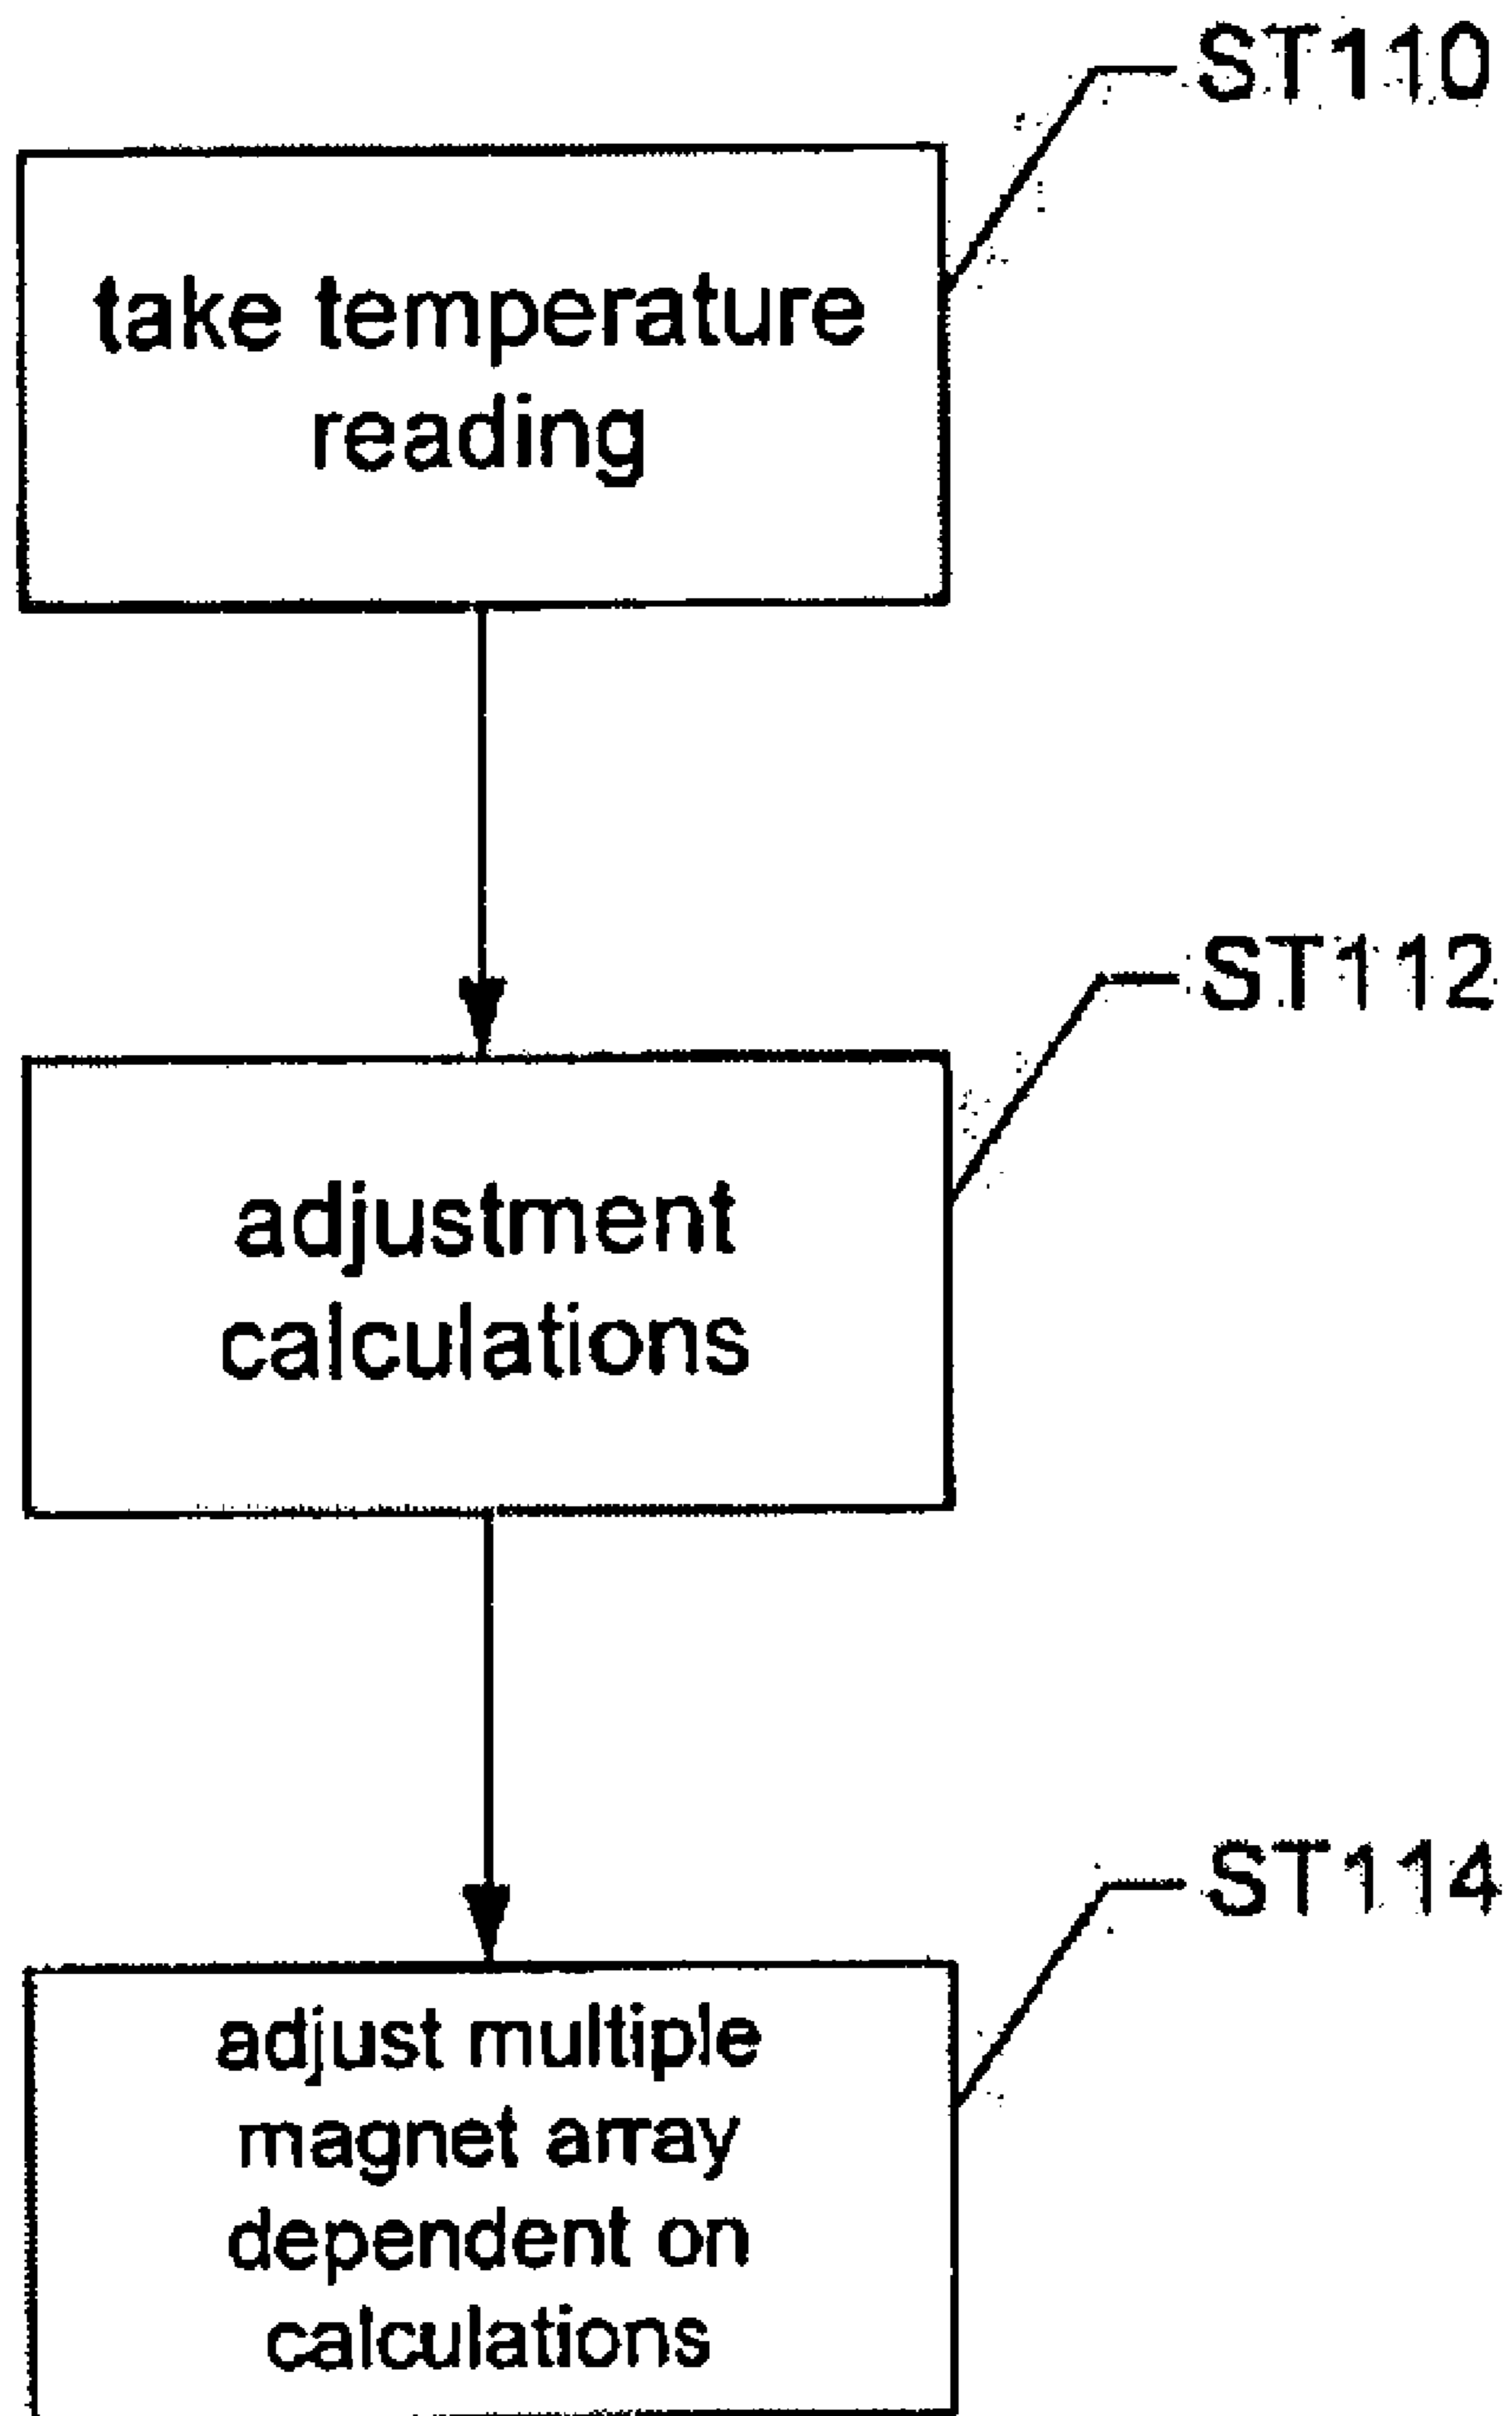 ST110
take temperature
reading
ST112
adjustment
calculations
ST114
adjust multiple
magnet array
dependent on
calculations